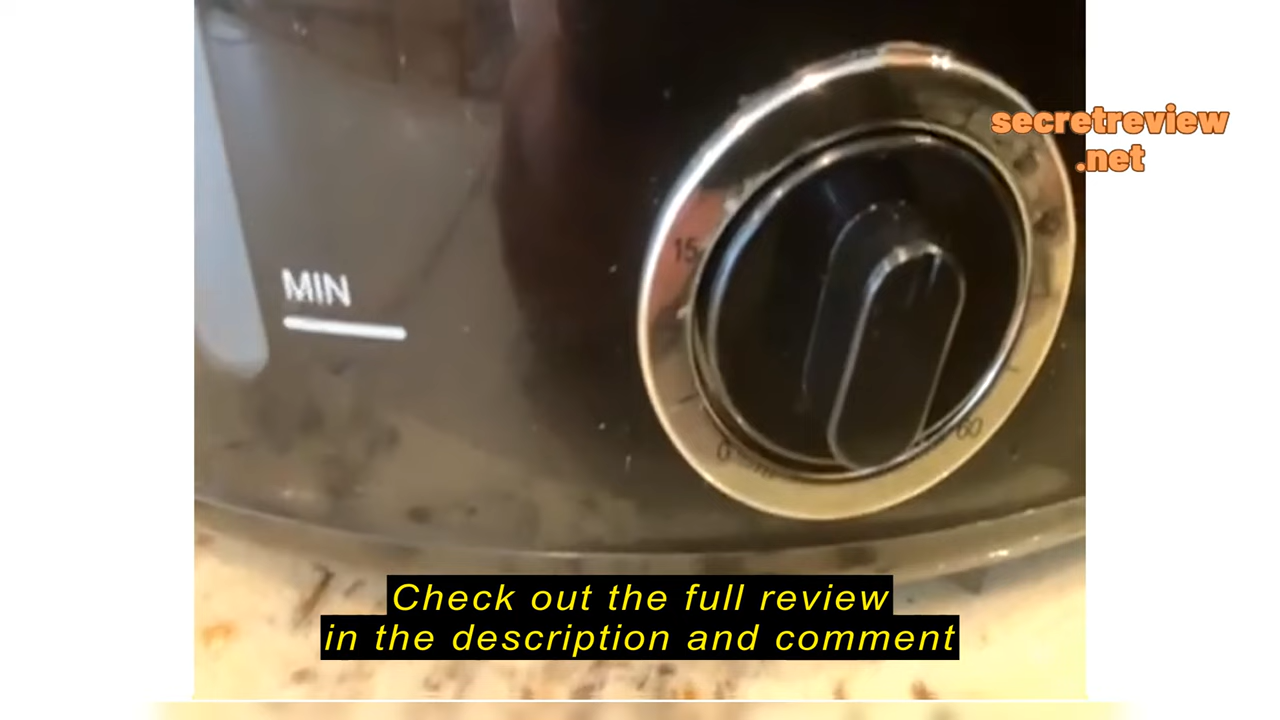 secretreview
.net
15
MIN
60
0
Check out the full review
in the description and comment